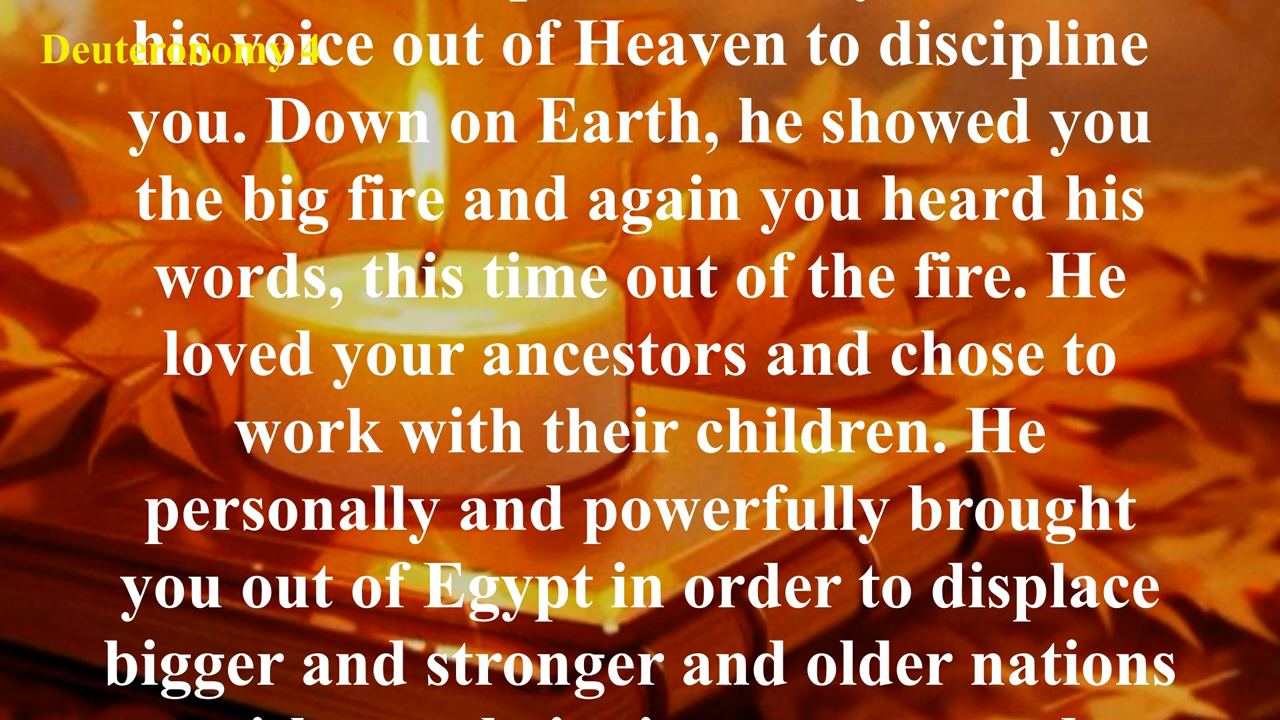 Deuteronomy 4
his voice out of Heaven to discipline
you. Down on Earth, he showed you
the big fire and again you heard his
words, this time out of the fire. He
loved your ancestors and chose to
work with their children. He
personally and powerfully brought
you out of Egypt in order to displace
bigger and stronger and older nations